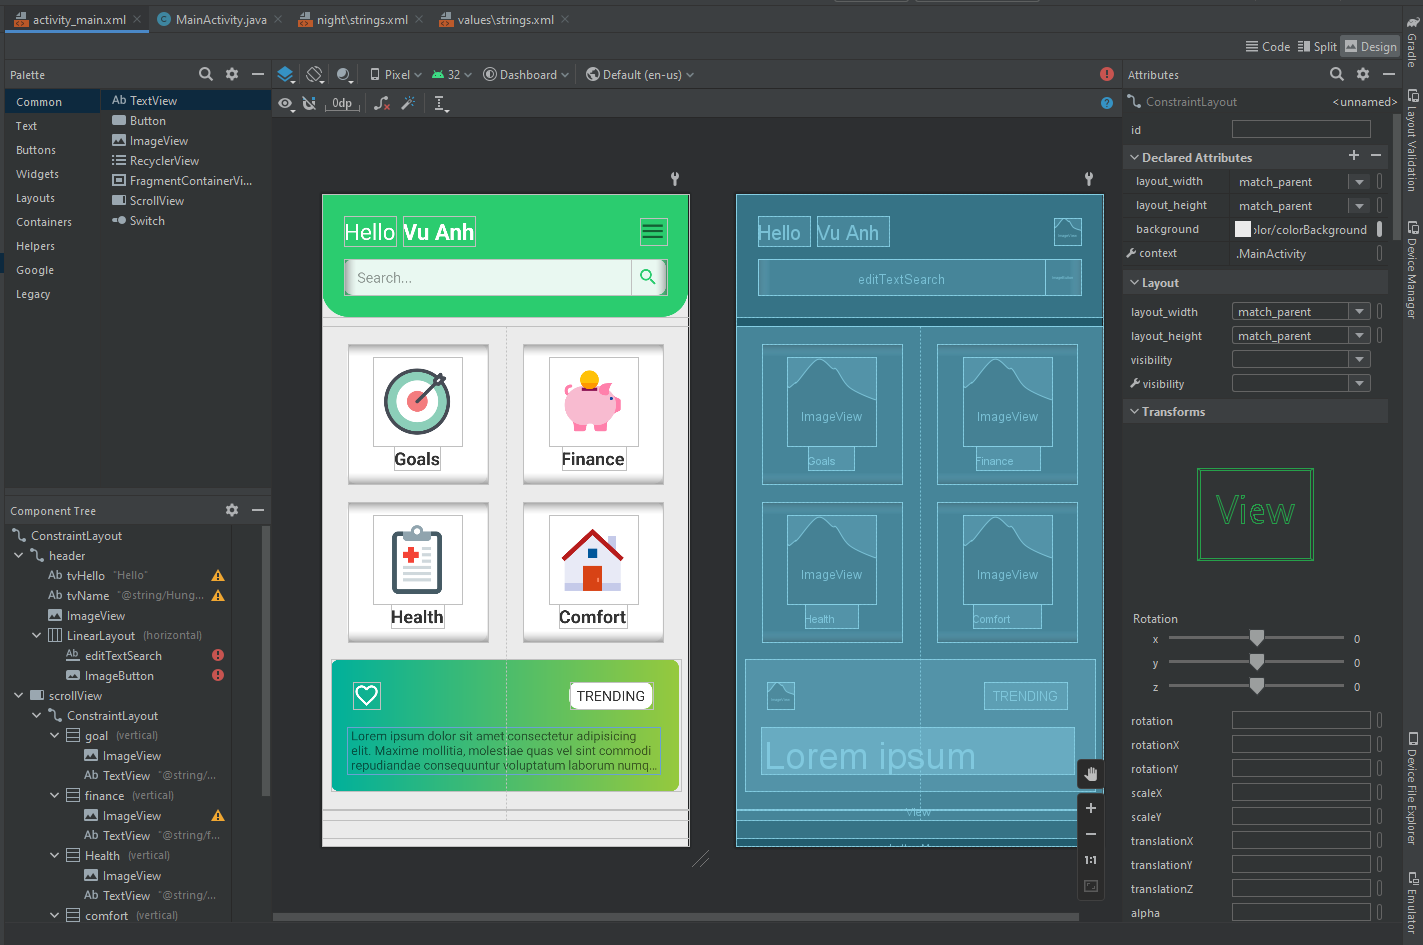 activity_main.xml
MainActivity.java
night\strings.xml
values\strings.xml
Code
Split
Design
Palette
Common
Text
Buttons
Widgets
Layouts
Containers
Helpers
Google
Legacy
Ab TextView
Button
ImageView
RecyclerView
FragmentContainerVi...
ScrollView
Switch
Pixel
32
Dashboard
Default (en-us)
0dp
Hello Vu Anh
Search...
Goals
Finance
Health
Comfort
TRENDING
Lorem ipsum dolor sit amet consectetur adipisicing
elit. Maxime mollitia, molestiae quas vel sint commodi
repudiandae consequuntur voluptatum laborum numq...
Hello Vu Anh
editTextSearch
ImageView
ImageView
Goals
Finance
ImageView
ImageView
Health
Comfort
TRENDING
Lorem ipsum
View
1:1
Component Tree
ConstraintLayout
header
Ab tvHello "Hello"
Ab tvName "@string/Hung...
ImageView
LinearLayout (horizontal)
Ab editTextSearch
ImageButton
scrollView
ConstraintLayout
goal (vertical)
ImageView
Ab TextView "@string/...
finance (vertical)
ImageView
Ab TextView "@string/f...
Health (vertical)
ImageView
Ab TextView "@string/...
comfort (vertical)
Attributes
ConstraintLayout <unnamed>
id
Declared Attributes
layout_width match_parent
layout_height match_parent
background olor/colorBackground
context .MainActivity
Layout
layout_width match_parent
layout_height match_parent
visibility
visibility
Transforms
View
Rotation
x 0
y 0
z 0
rotation
rotationX
rotationY
scaleX
scaleY
translationX
translationY
translationZ
alpha
Gradle
Layout Validation
Device Manager
Device File Explorer
Emulator